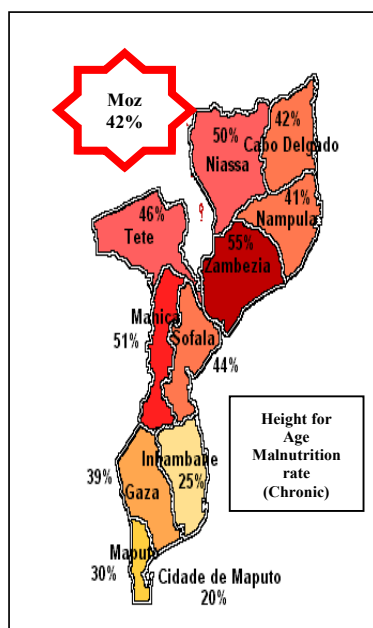 Moz
42%
50%
Niassa
42%
Cabo Delgado
41%
Nampula
46%
Tete
55%
Zambezia
Manica
51%
Sofala
44%
Height for
Age
Malnutrition
rate
(Chronic)
Inhambane
25%
39%
Gaza
Maputo
30%
Cidade de Maputo
20%